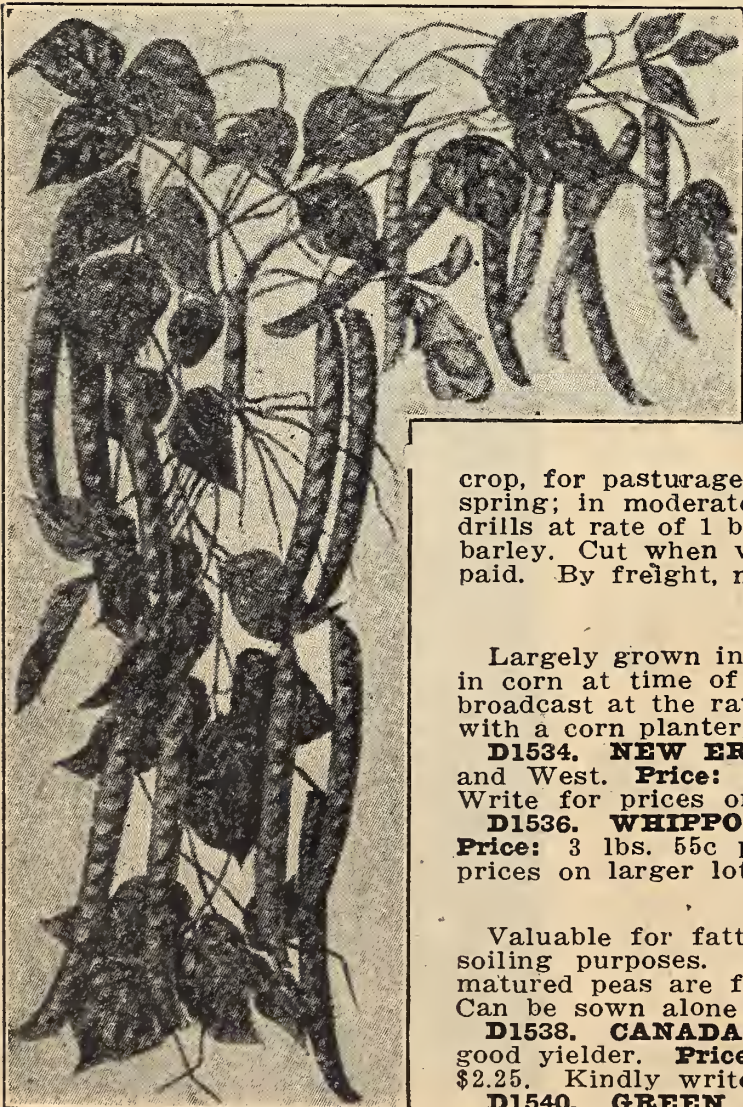 crop, for pasturage
spring; in moderate
drills at rate of 1 b
barley. Cut when v
paid. By freight, r
Largely grown in
in corn at time of
broadcast at the ra
with a corn planter
D1534. NEW ER
and West. Price:
Write for prices o
D1536. WHIPPO
Price: 3 lbs. 55c p
prices on larger lot
Valuable for fatt
soiling purposes.
matured peas are f
Can be sown alone
D1538. CANADA
good yielder. Price
$2.25. Kindly write
D1540. GREEN